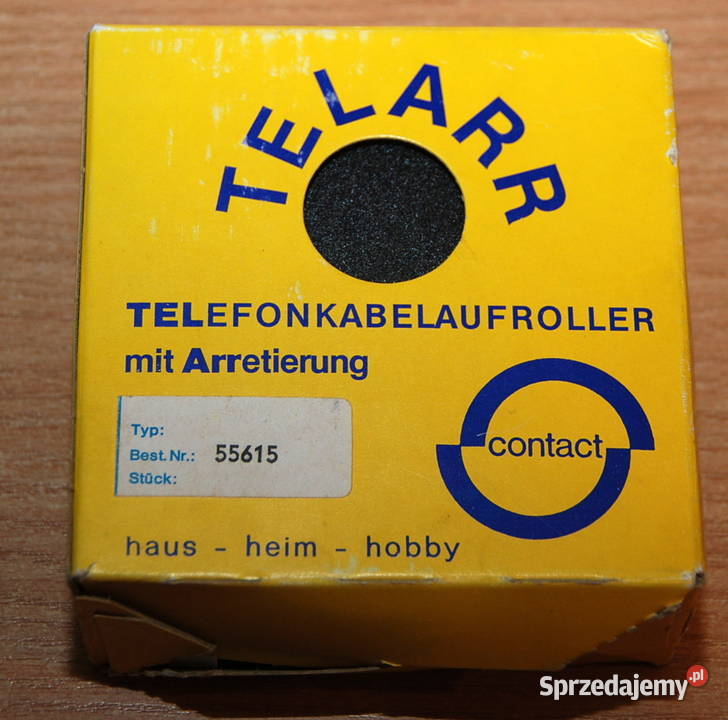 TELARR
TELEFONKABELAUFROLLER
mit Arretierung
Typ:
Best.Nr.: 55615
Stück:
contact
haus - heim - hobby
Sprzedajemy.pl